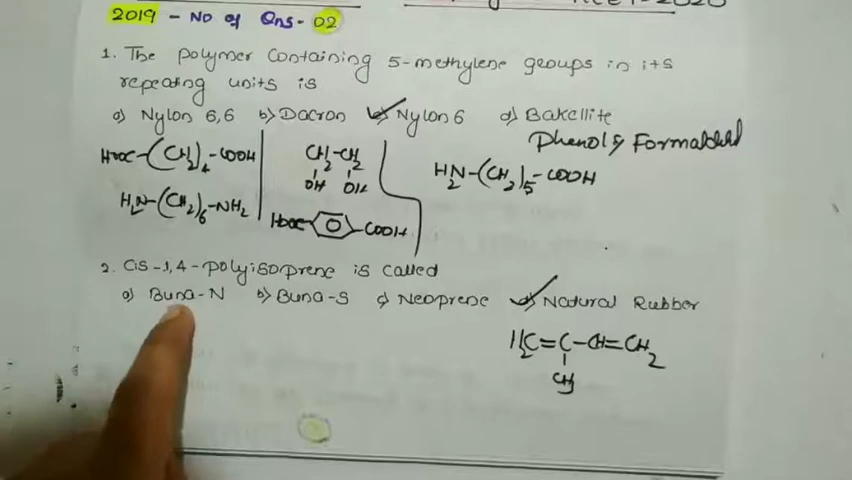 2019 - No of Qns - 02
1. The polymer containing 5-methylene groups in its
repeating units is
a) Nylon 6,6 b) Dacron c) Nylon 6 d) Bakelite
Phenol & Formaldehyd
HOOC-(CH2)4-COOH
H2N-(CH2)6-NH2
CH2-CH2
OH OH
HOOC COOH
H2N-(CH2)5-COOH
2. Cis-1,4-polyisoprene is called
a) Buna-N b) Buna-S c) Neoprene d) Natural Rubber
H2C=C-CH=CH2
CH3